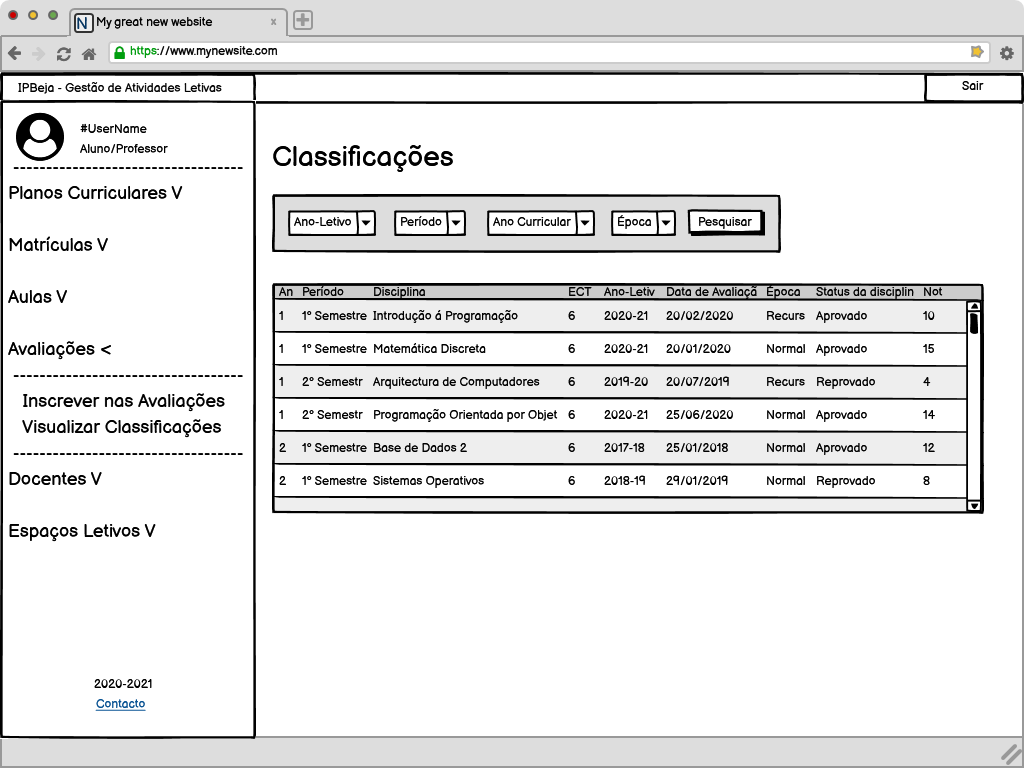 My great new website x
https://www.mynewsite.com
IPBeja - Gestão de Atividades Letivas
Sair
#UserName
Aluno/Professor
Planos Curriculares V
Matrículas V
Aulas V
Avaliações <
Inscrever nas Avaliações
Visualizar Classificações
Docentes V
Espaços Letivos V
2020-2021
Contacto
Classificações
Ano-Letivo Período Ano Curricular Época Pesquisar
An Período Disciplina ECT Ano-Letiv Data de Avaliaçã Época Status da disciplin Not
1 1º Semestre Introdução á Programação 6 2020-21 20/02/2020 Recurs Aprovado 10
1 1º Semestre Matemática Discreta 6 2020-21 20/01/2020 Normal Aprovado 15
1 2º Semestr Arquitectura de Computadores 6 2019-20 20/07/2019 Recurs Reprovado 4
1 2º Semestr Programação Orientada por Objet 6 2020-21 25/06/2020 Normal Aprovado 14
2 1º Semestre Base de Dados 2 6 2017-18 25/01/2018 Normal Aprovado 12
2 1º Semestre Sistemas Operativos 6 2018-19 29/01/2019 Normal Reprovado 8